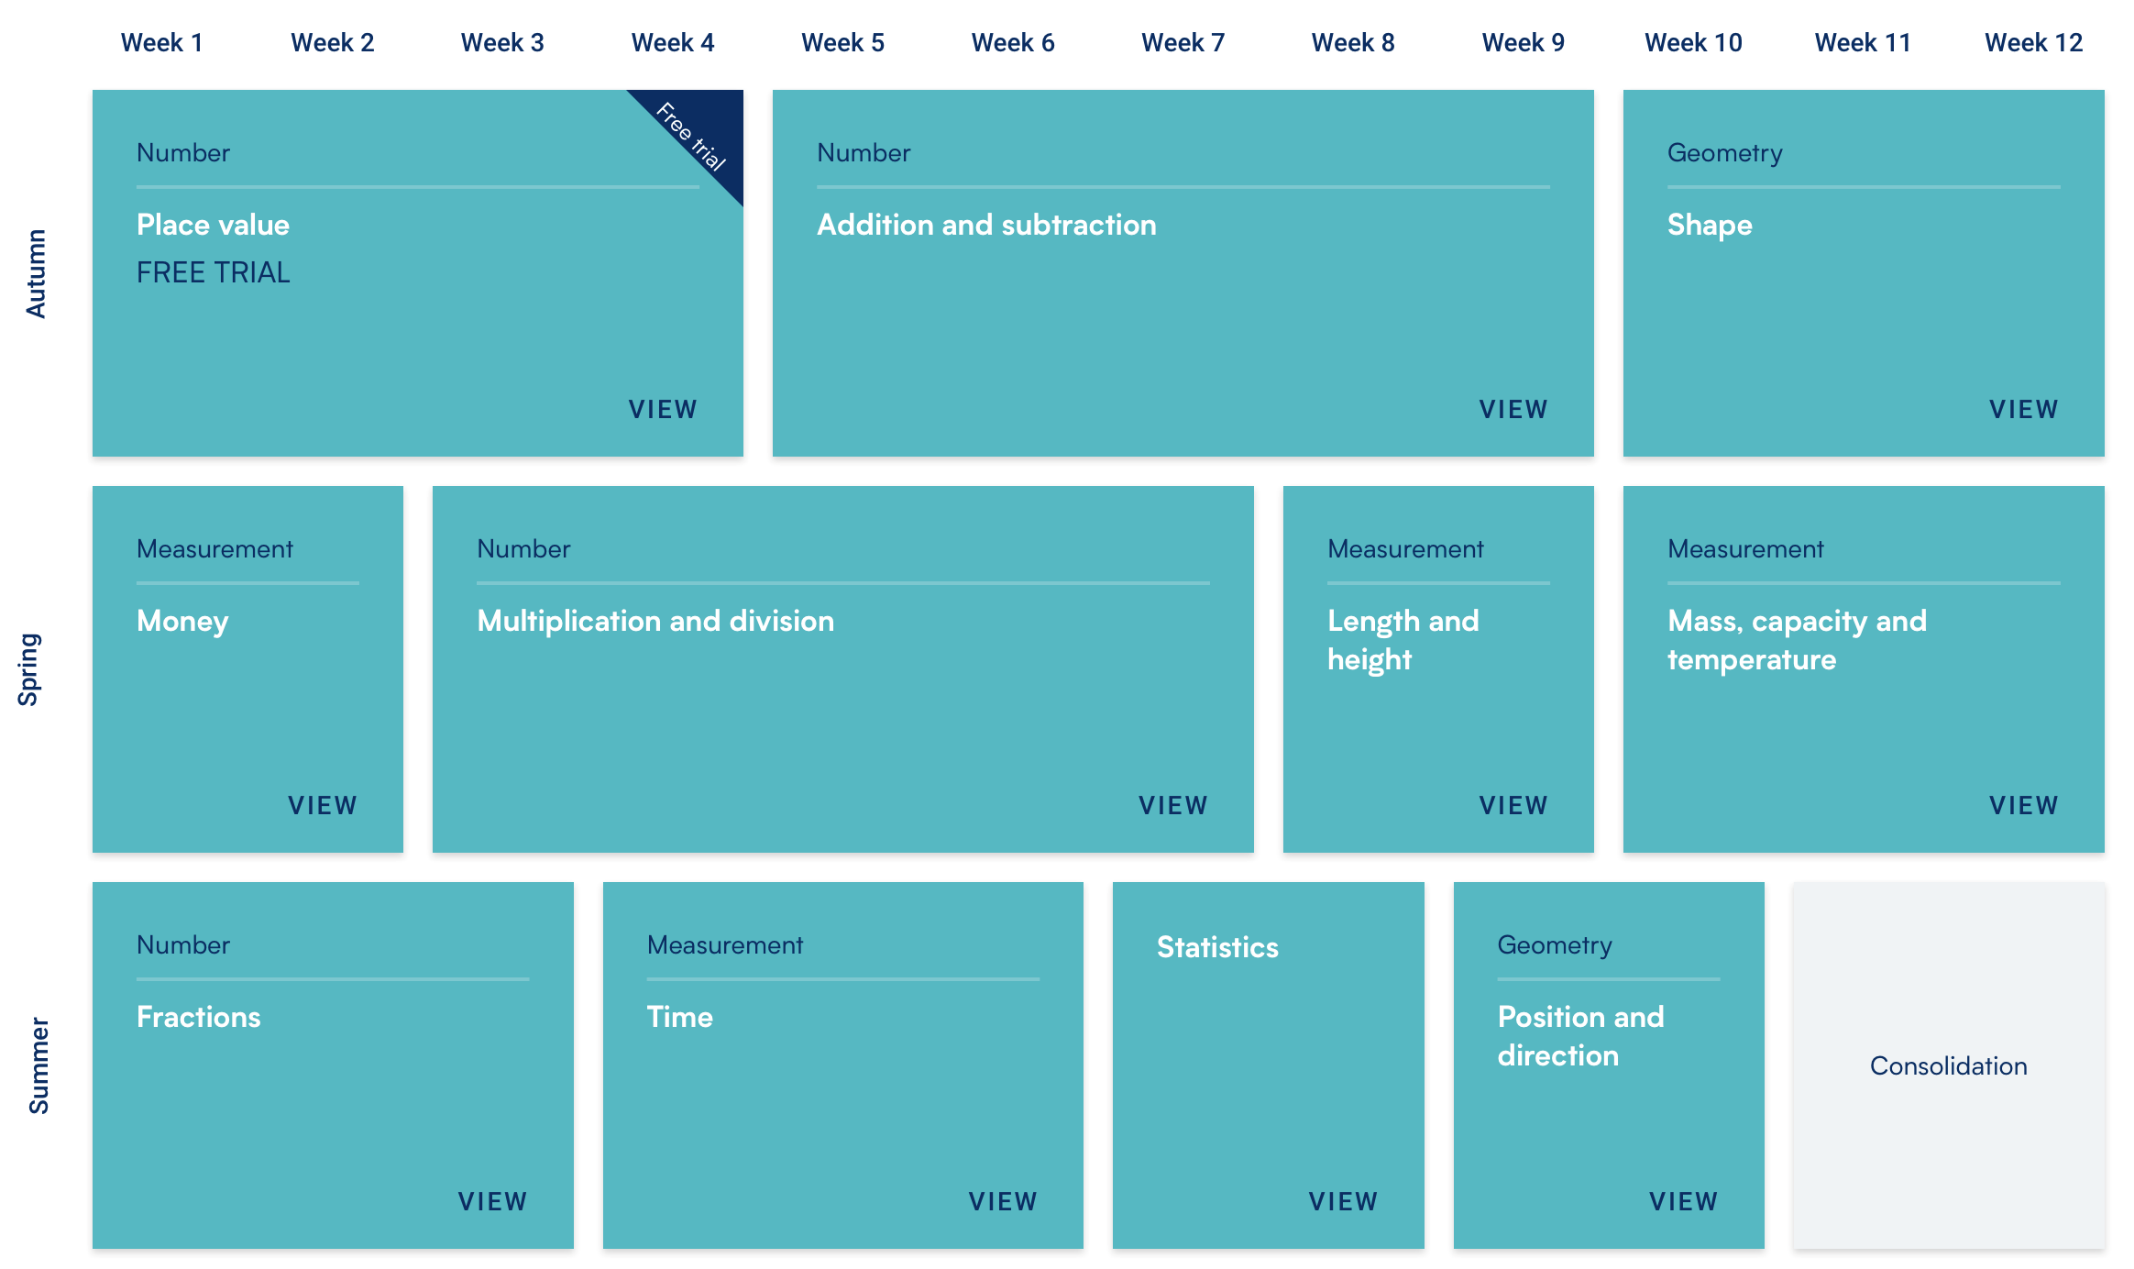 Week 1 Week 2 Week 3 Week 4 Week 5 Week 6 Week 7 Week 8 Week 9 Week 10 Week 11 Week 12
Autumn
Number
Free trial
Place value
FREE TRIAL
VIEW
Number
Addition and subtraction
VIEW
Geometry
Shape
VIEW
Spring
Measurement
Money
VIEW
Number
Multiplication and division
VIEW
Measurement
Length and
height
VIEW
Measurement
Mass, capacity and
temperature
VIEW
Summer
Number
Fractions
VIEW
Measurement
Time
VIEW
Statistics
VIEW
Geometry
Position and
direction
VIEW
Consolidation